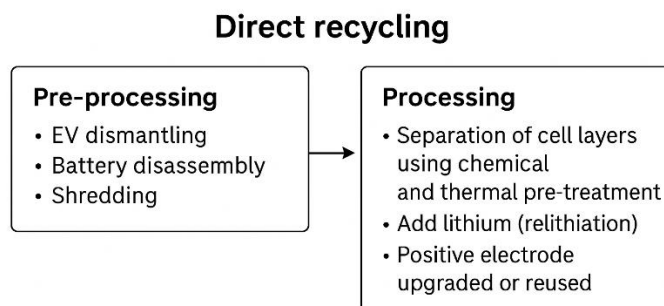 Direct recycling
Pre-processing
• EV dismantling
• Battery disassembly
• Shredding
Processing
• Separation of cell layers
using chemical
and thermal pre-treatment
• Add lithium (relithiation)
• Positive electrode
upgraded or reused